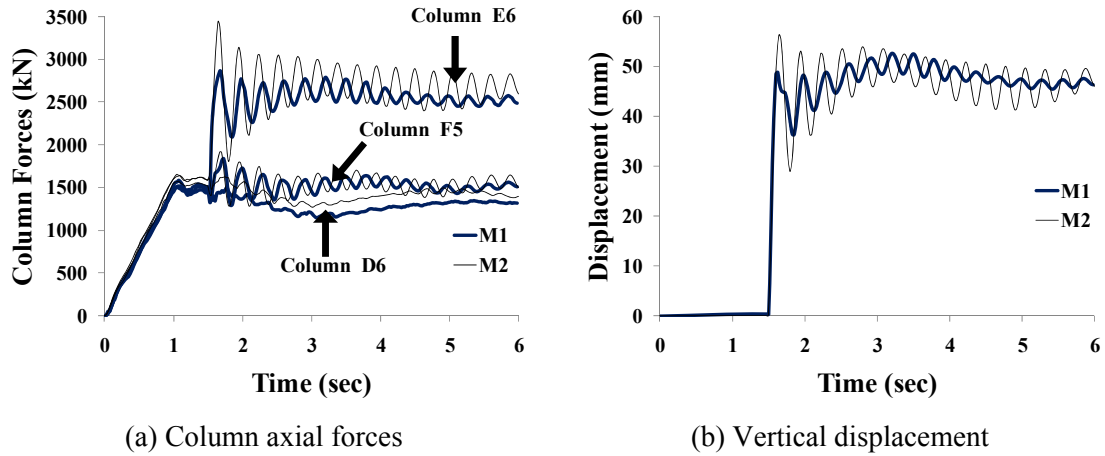 3500
3000
2500
2000
1500
1000
500
0
Column Forces (kN)
0 1 2 3 4 5 6
Time (sec)
Column E6
Column F5
Column D6
M1
M2
(a) Column axial forces
60
50
40
30
20
10
0
Displacement (mm)
0 1 2 3 4 5 6
Time (sec)
M1
M2
(b) Vertical displacement